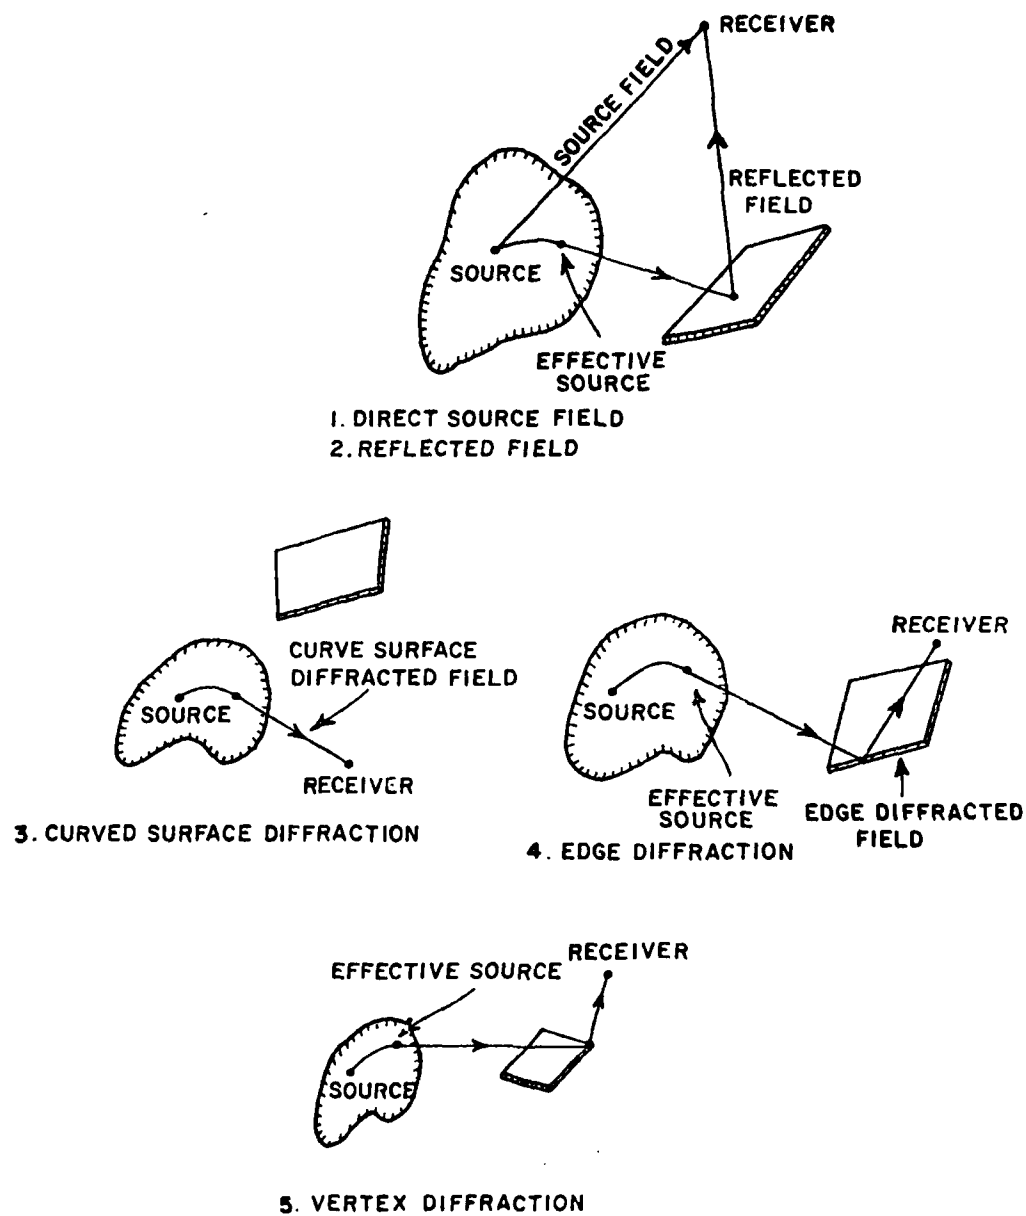 RECEIVER
SOURCE FIELD
REFLECTED
FIELD
SOURCE
EFFECTIVE
SOURCE
1. DIRECT SOURCE FIELD
2. REFLECTED FIELD
CURVE SURFACE
DIFFRACTED FIELD
SOURCE
RECEIVER
3. CURVED SURFACE DIFFRACTION
RECEIVER
SOURCE
EFFECTIVE
SOURCE
EDGE DIFFRACTED
FIELD
4. EDGE DIFFRACTION
RECEIVER
EFFECTIVE SOURCE
SOURCE
5. VERTEX DIFFRACTION